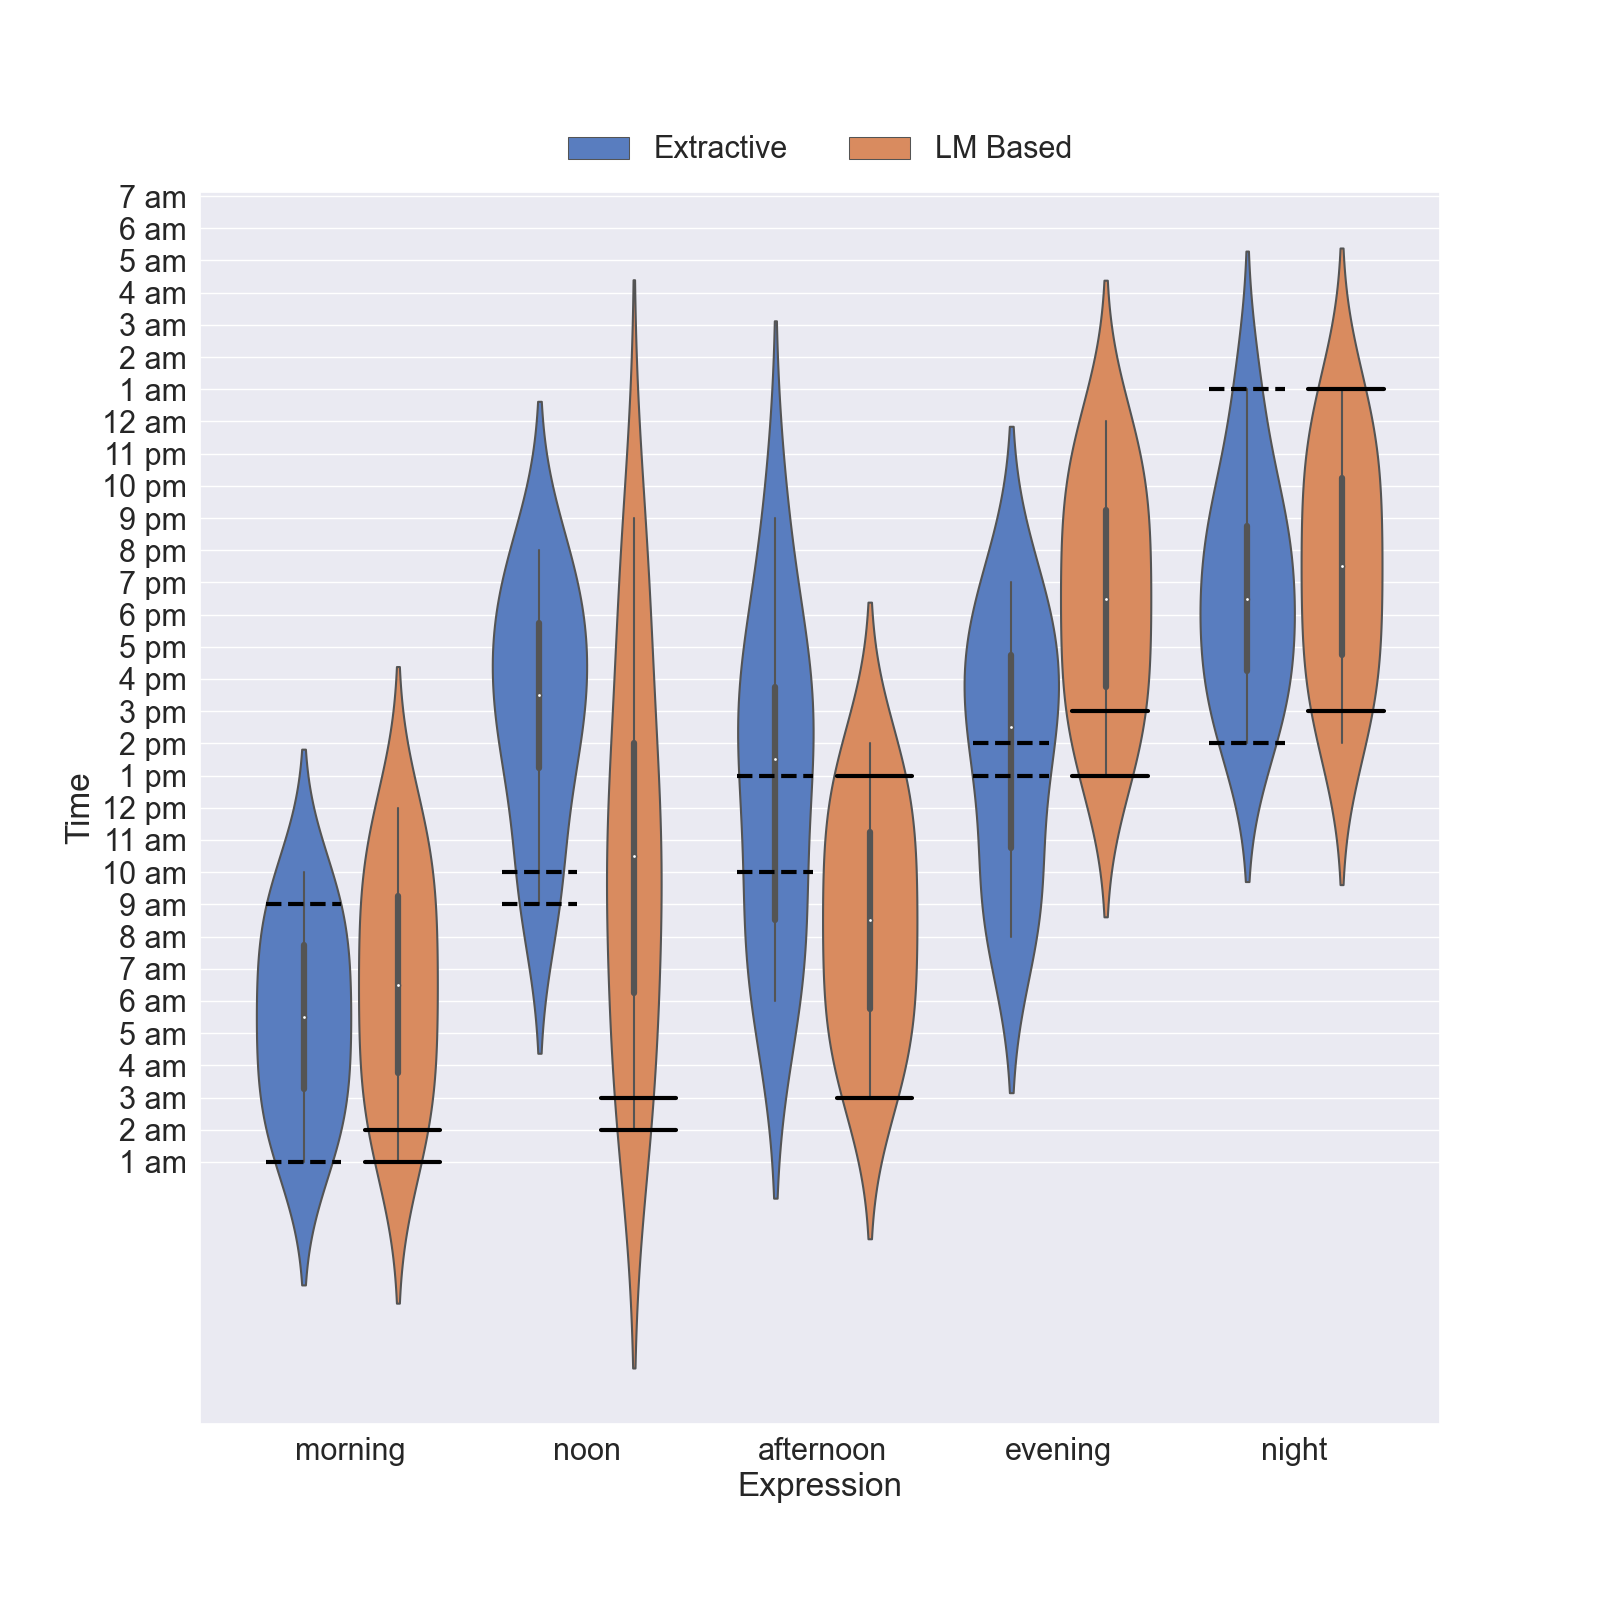 Extractive LM Based
7 am
6 am
5 am
4 am
3 am
2 am
1 am
12 am
11 pm
10 pm
9 pm
8 pm
7 pm
6 pm
5 pm
4 pm
3 pm
2 pm
1 pm
12 pm
11 am
10 am
9 am
8 am
7 am
6 am
5 am
4 am
3 am
2 am
1 am
Time
morning noon afternoon evening night
Expression